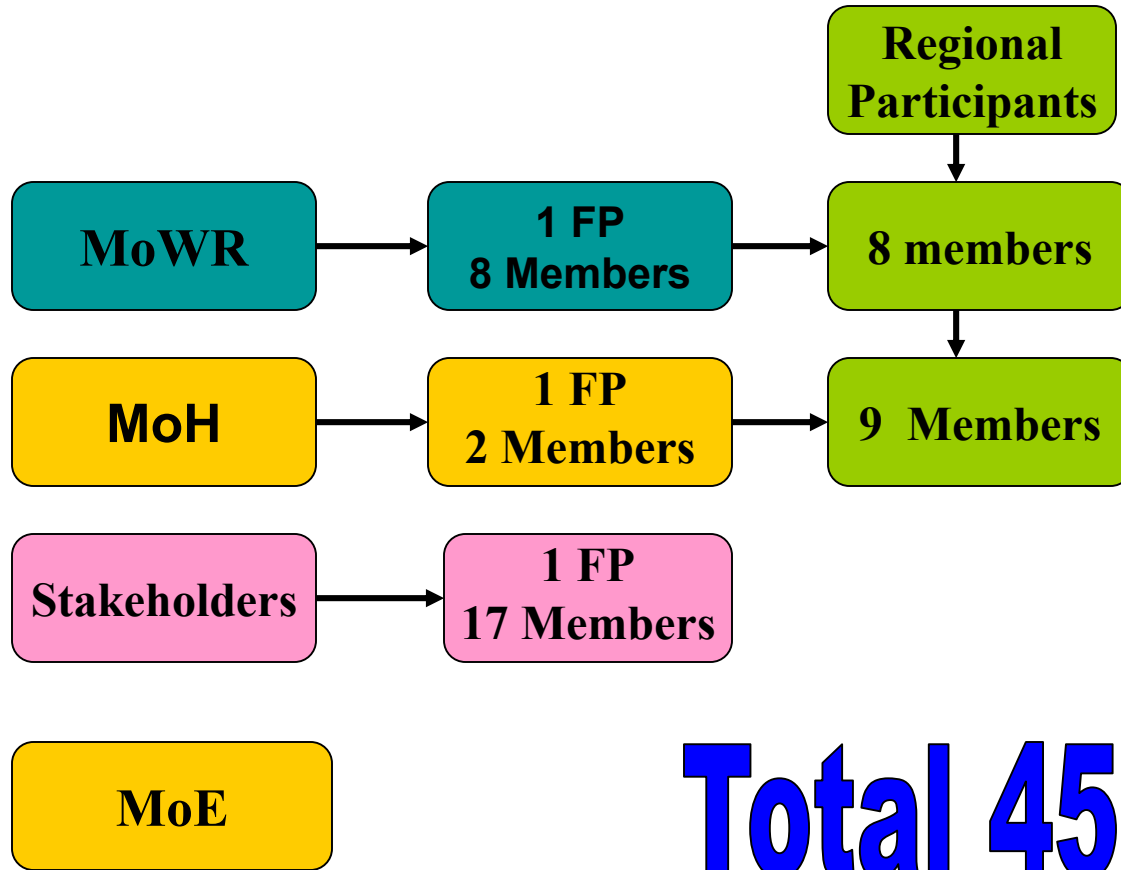 Regional
Participants
MoWR
1 FP
8 Members
8 members
MoH
1 FP
2 Members
9 Members
Stakeholders
1 FP
17 Members
MoE
Total 45